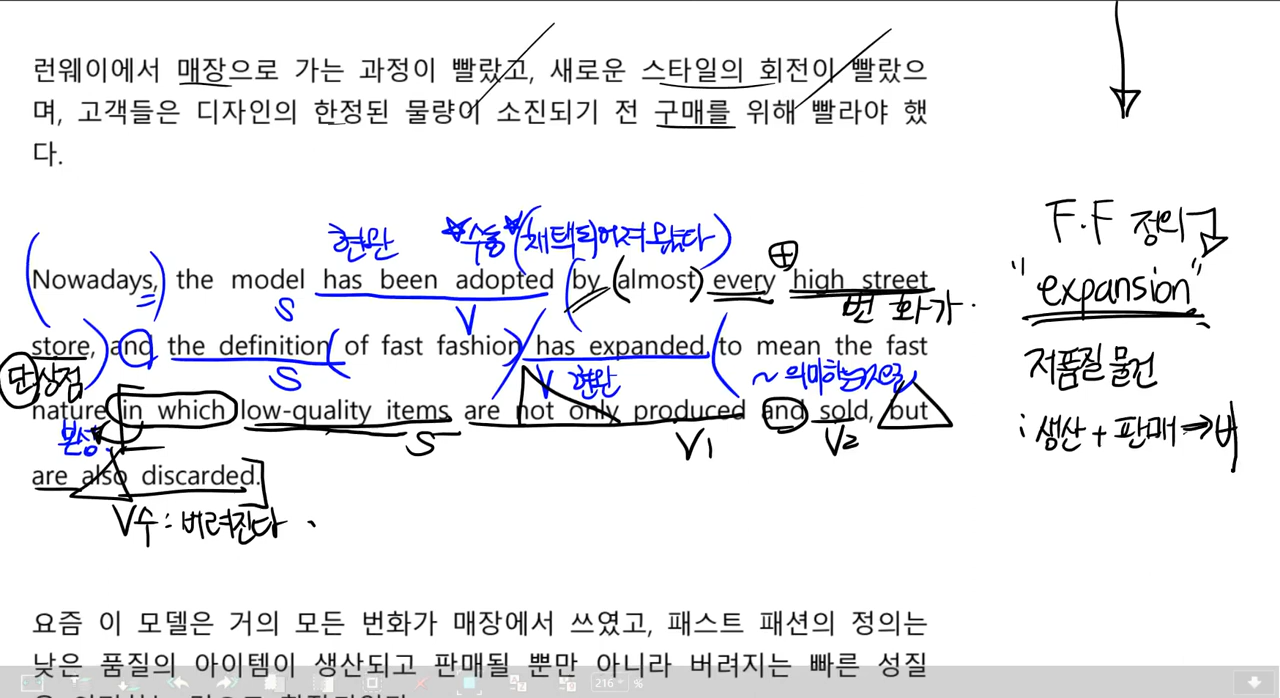 런웨이에서 매장으로 가는 과정이 빨랐고, 새로운 스타일의 회전이 빨랐으
며, 고객들은 디자인의 한정된 물량이 소진되기 전 구매를 위해 빨라야 했
다.
F.F 정의
현완 수동 (채택되어져 왔다)
Nowadays, the model has been adopted by (almost) every high street
S V 번화가.
"expansion"
store, and the definition of fast fashion has expanded to mean the fast
단 상점 S V 현완 ~ 의미하는것으로
저품질 물건
nature in which low-quality items are not only produced and sold, but
완성 S V1 V2
: 생산 + 판매 ⇒ 버
are also discarded.
V수 : 버려진다
요즘 이 모델은 거의 모든 번화가 매장에서 쓰였고, 패스트 패션의 정의는
낮은 품질의 아이템이 생산되고 판매될 뿐만 아니라 버려지는 빠른 성질
216 %